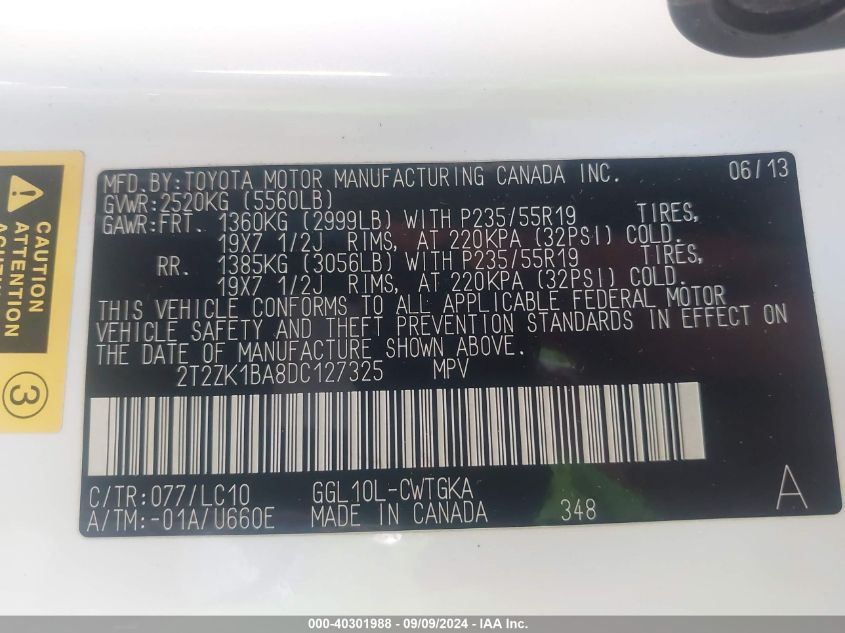 MFD.BY:TOYOTA MOTOR MANUFACTURING CANADA INC. 06/13
GVWR:2520KG (5560LB)
GAWR:FRT. 1360KG (2999LB) WITH P235/55R19 TIRES,
19X7 1/2J RIMS, AT 220KPA (32PSI) COLD.
RR. 1385KG (3056LB) WITH P235/55R19 TIRES,
19X7 1/2J RIMS, AT 220KPA (32PSI) COLD.
THIS VEHICLE CONFORMS TO ALL APPLICABLE FEDERAL MOTOR
VEHICLE SAFETY AND THEFT PREVENTION STANDARDS IN EFFECT ON
THE DATE OF MANUFACTURE SHOWN ABOVE.
2T2ZK1BA8DC127325 MPV
C/TR:077/LC10 GGL10L-CWTGKA A
A/TM:-01A/U660E MADE IN CANADA 348
CAUTION
ATTENTION
3
000-40301988 - 09/09/2024 - IAA Inc.